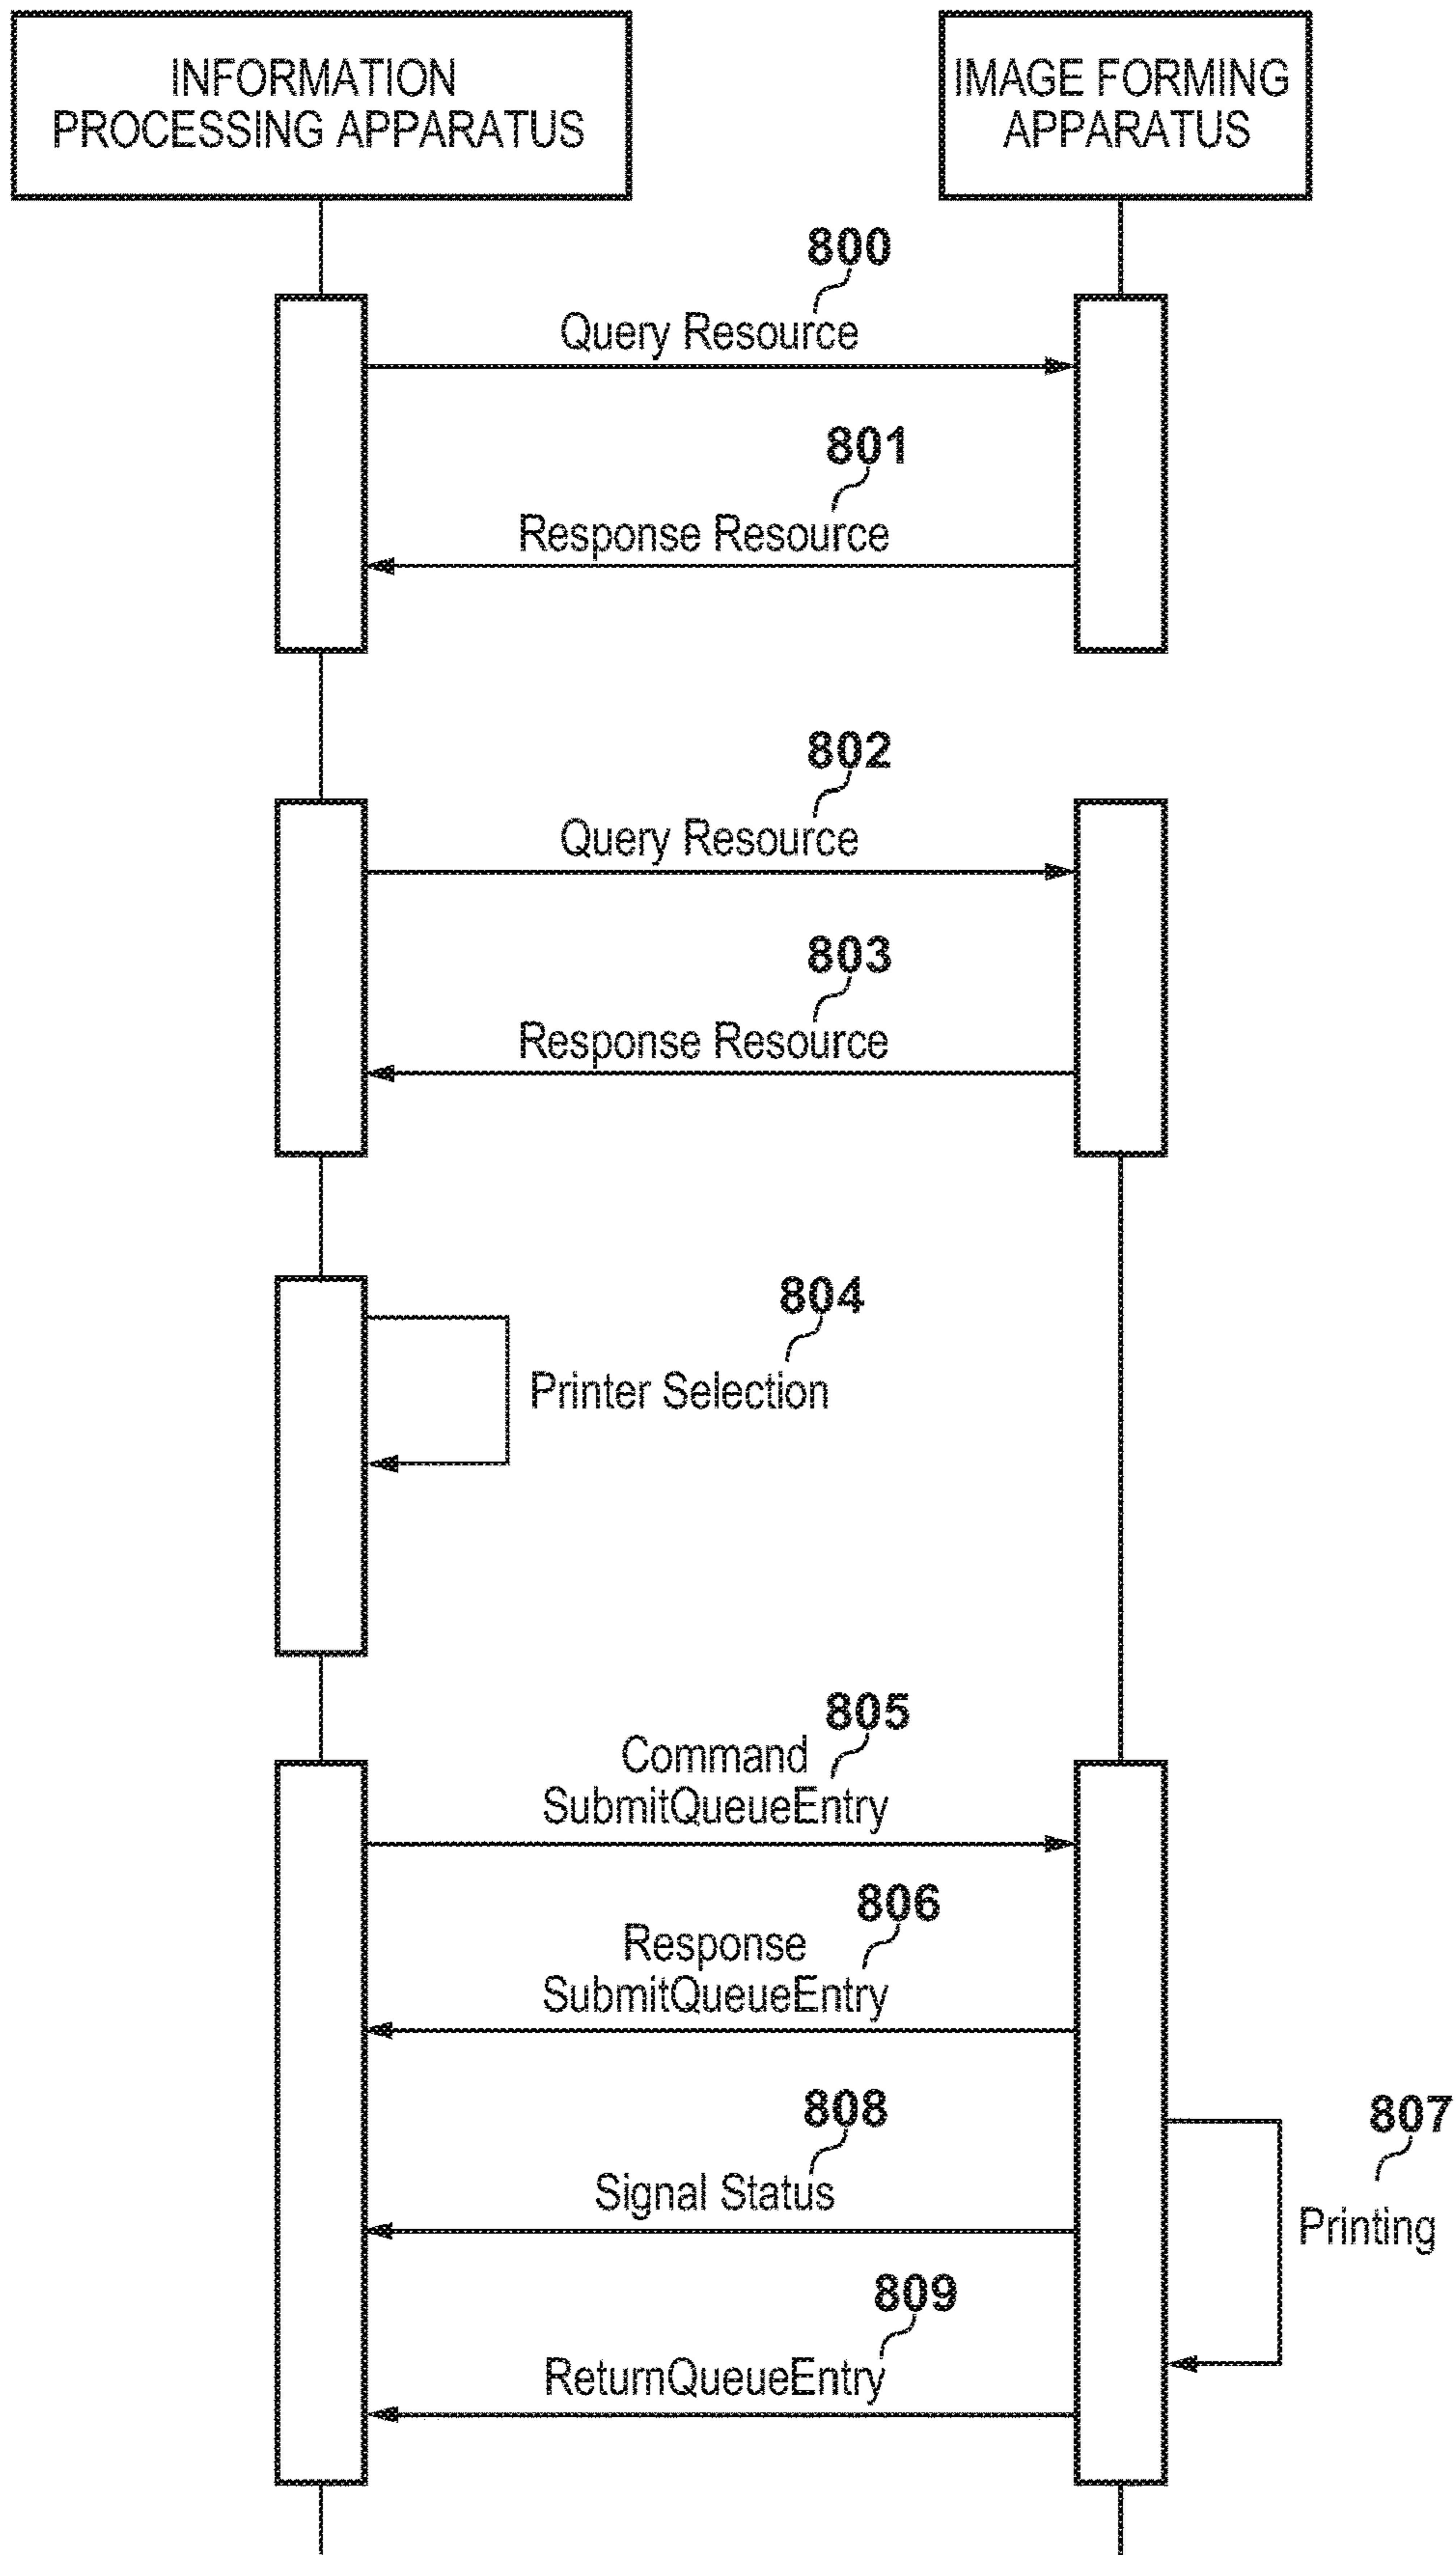 INFORMATION
PROCESSING APPARATUS
IMAGE FORMING
APPARATUS
800
Query Resource
801
Response Resource
802
Query Resource
803
Response Resource
804
Printer Selection
805
Command
SubmitQueueEntry
806
Response
SubmitQueueEntry
808
Signal Status
807
Printing
809
ReturnQueueEntry